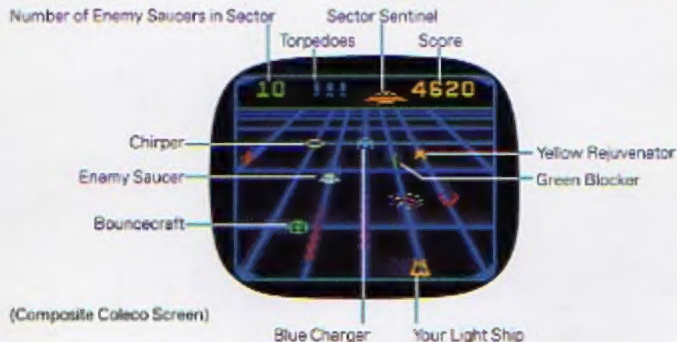 Number of Enemy Saucers in Sector
Sector Sentinel
Torpedoes
Score
10
4620
Chirper
Yellow Rejuvenator
Enemy Saucer
Green Blocker
Bouncecraft
(Composite Coleco Screen)
Blue Charger
Your Light Ship